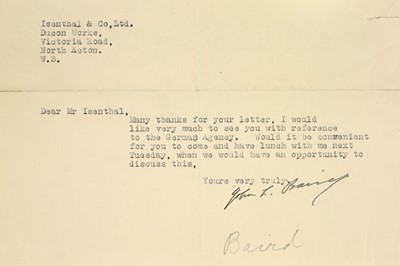 Isenthal & Co, Ltd.
Ducon Works,
Victoria Road,
North Acton.
W.3.
Dear Mr Isenthal,
Many thanks for your letter, I would
like very much to see you with reference
to the German Agency. Would it be convenient
for you to come and have lunch with me next
Tuesday, when we would have an opportunity to
discuss this.
Yours very truly
John L. Baird
Baird